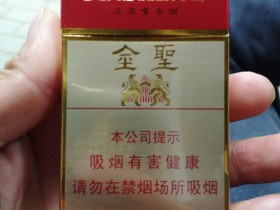 金聖
本公司提示
吸烟有害健康
请勿在禁烟场所吸烟